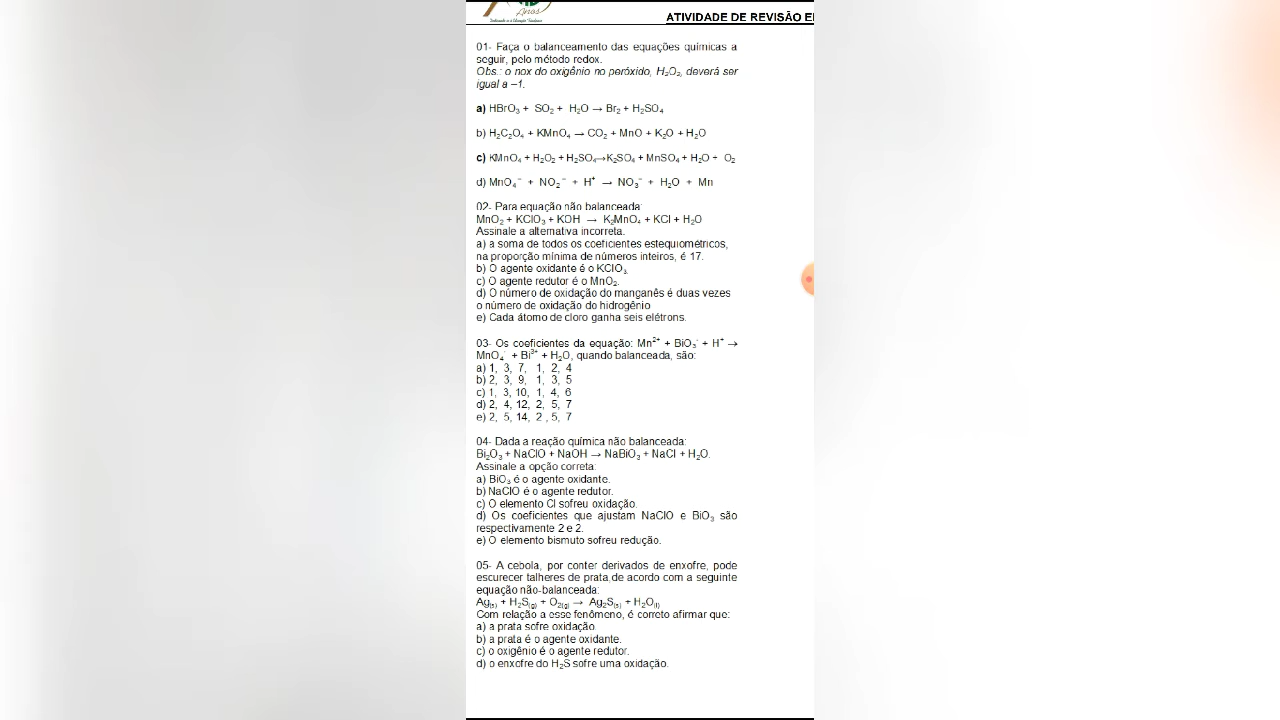 Anos
ATIVIDADE DE REVISÃO
01- Faça o balanceamento das equações químicas a
seguir, pelo método redox.
Obs.: o nox do oxigênio no peróxido, H₂O₂, deverá ser
igual a –1.
a) HBrO₃ + SO₂ + H₂O → Br₂ + H₂SO₄
b) H₂C₂O₄ + KMnO₄ → CO₂ + MnO + K₂O + H₂O
c) KMnO₄ + H₂O₂ + H₂SO₄→K₂SO₄ + MnSO₄ + H₂O + O₂
d) MnO₄⁻ + NO₂⁻ + H⁺ → NO₃⁻ + H₂O + Mn
02- Para equação não balanceada:
MnO₂ + KClO₃ + KOH → K₂MnO₄ + KCl + H₂O
Assinale a alternativa incorreta.
a) a soma de todos os coeficientes estequiométricos,
na proporção mínima de números inteiros, é 17.
b) O agente oxidante é o KClO₃.
c) O agente redutor é o MnO₂.
d) O número de oxidação do manganês é duas vezes
o número de oxidação do hidrogênio
e) Cada átomo de cloro ganha seis elétrons.
03- Os coeficientes da equação: Mn²⁺ + BiO₃⁻ + H⁺ →
MnO₄⁻ + Bi³⁺ + H₂O, quando balanceada, são:
a) 1, 3, 7, 1, 2, 4
b) 2, 3, 9, 1, 3, 5
c) 1, 3, 10, 1, 4, 6
d) 2, 4, 12, 2, 5, 7
e) 2, 5, 14, 2 , 5, 7
04- Dada a reação química não balanceada:
Bi₂O₃ + NaClO + NaOH → NaBiO₃ + NaCl + H₂O.
Assinale a opção correta:
a) BiO₃ é o agente oxidante.
b) NaClO é o agente redutor.
c) O elemento Cl sofreu oxidação.
d) Os coeficientes que ajustam NaClO e BiO₃ são
respectivamente 2 e 2.
e) O elemento bismuto sofreu redução.
05- A cebola, por conter derivados de enxofre, pode
escurecer talheres de prata,de acordo com a seguinte
equação não-balanceada:
Ag₍ₛ₎ + H₂S₍g₎ + O₂₍g₎ → Ag₂S₍ₛ₎ + H₂O₍l₎
Com relação a esse fenômeno, é correto afirmar que:
a) a prata sofre oxidação.
b) a prata é o agente oxidante.
c) o oxigênio é o agente redutor.
d) o enxofre do H₂S sofre uma oxidação.